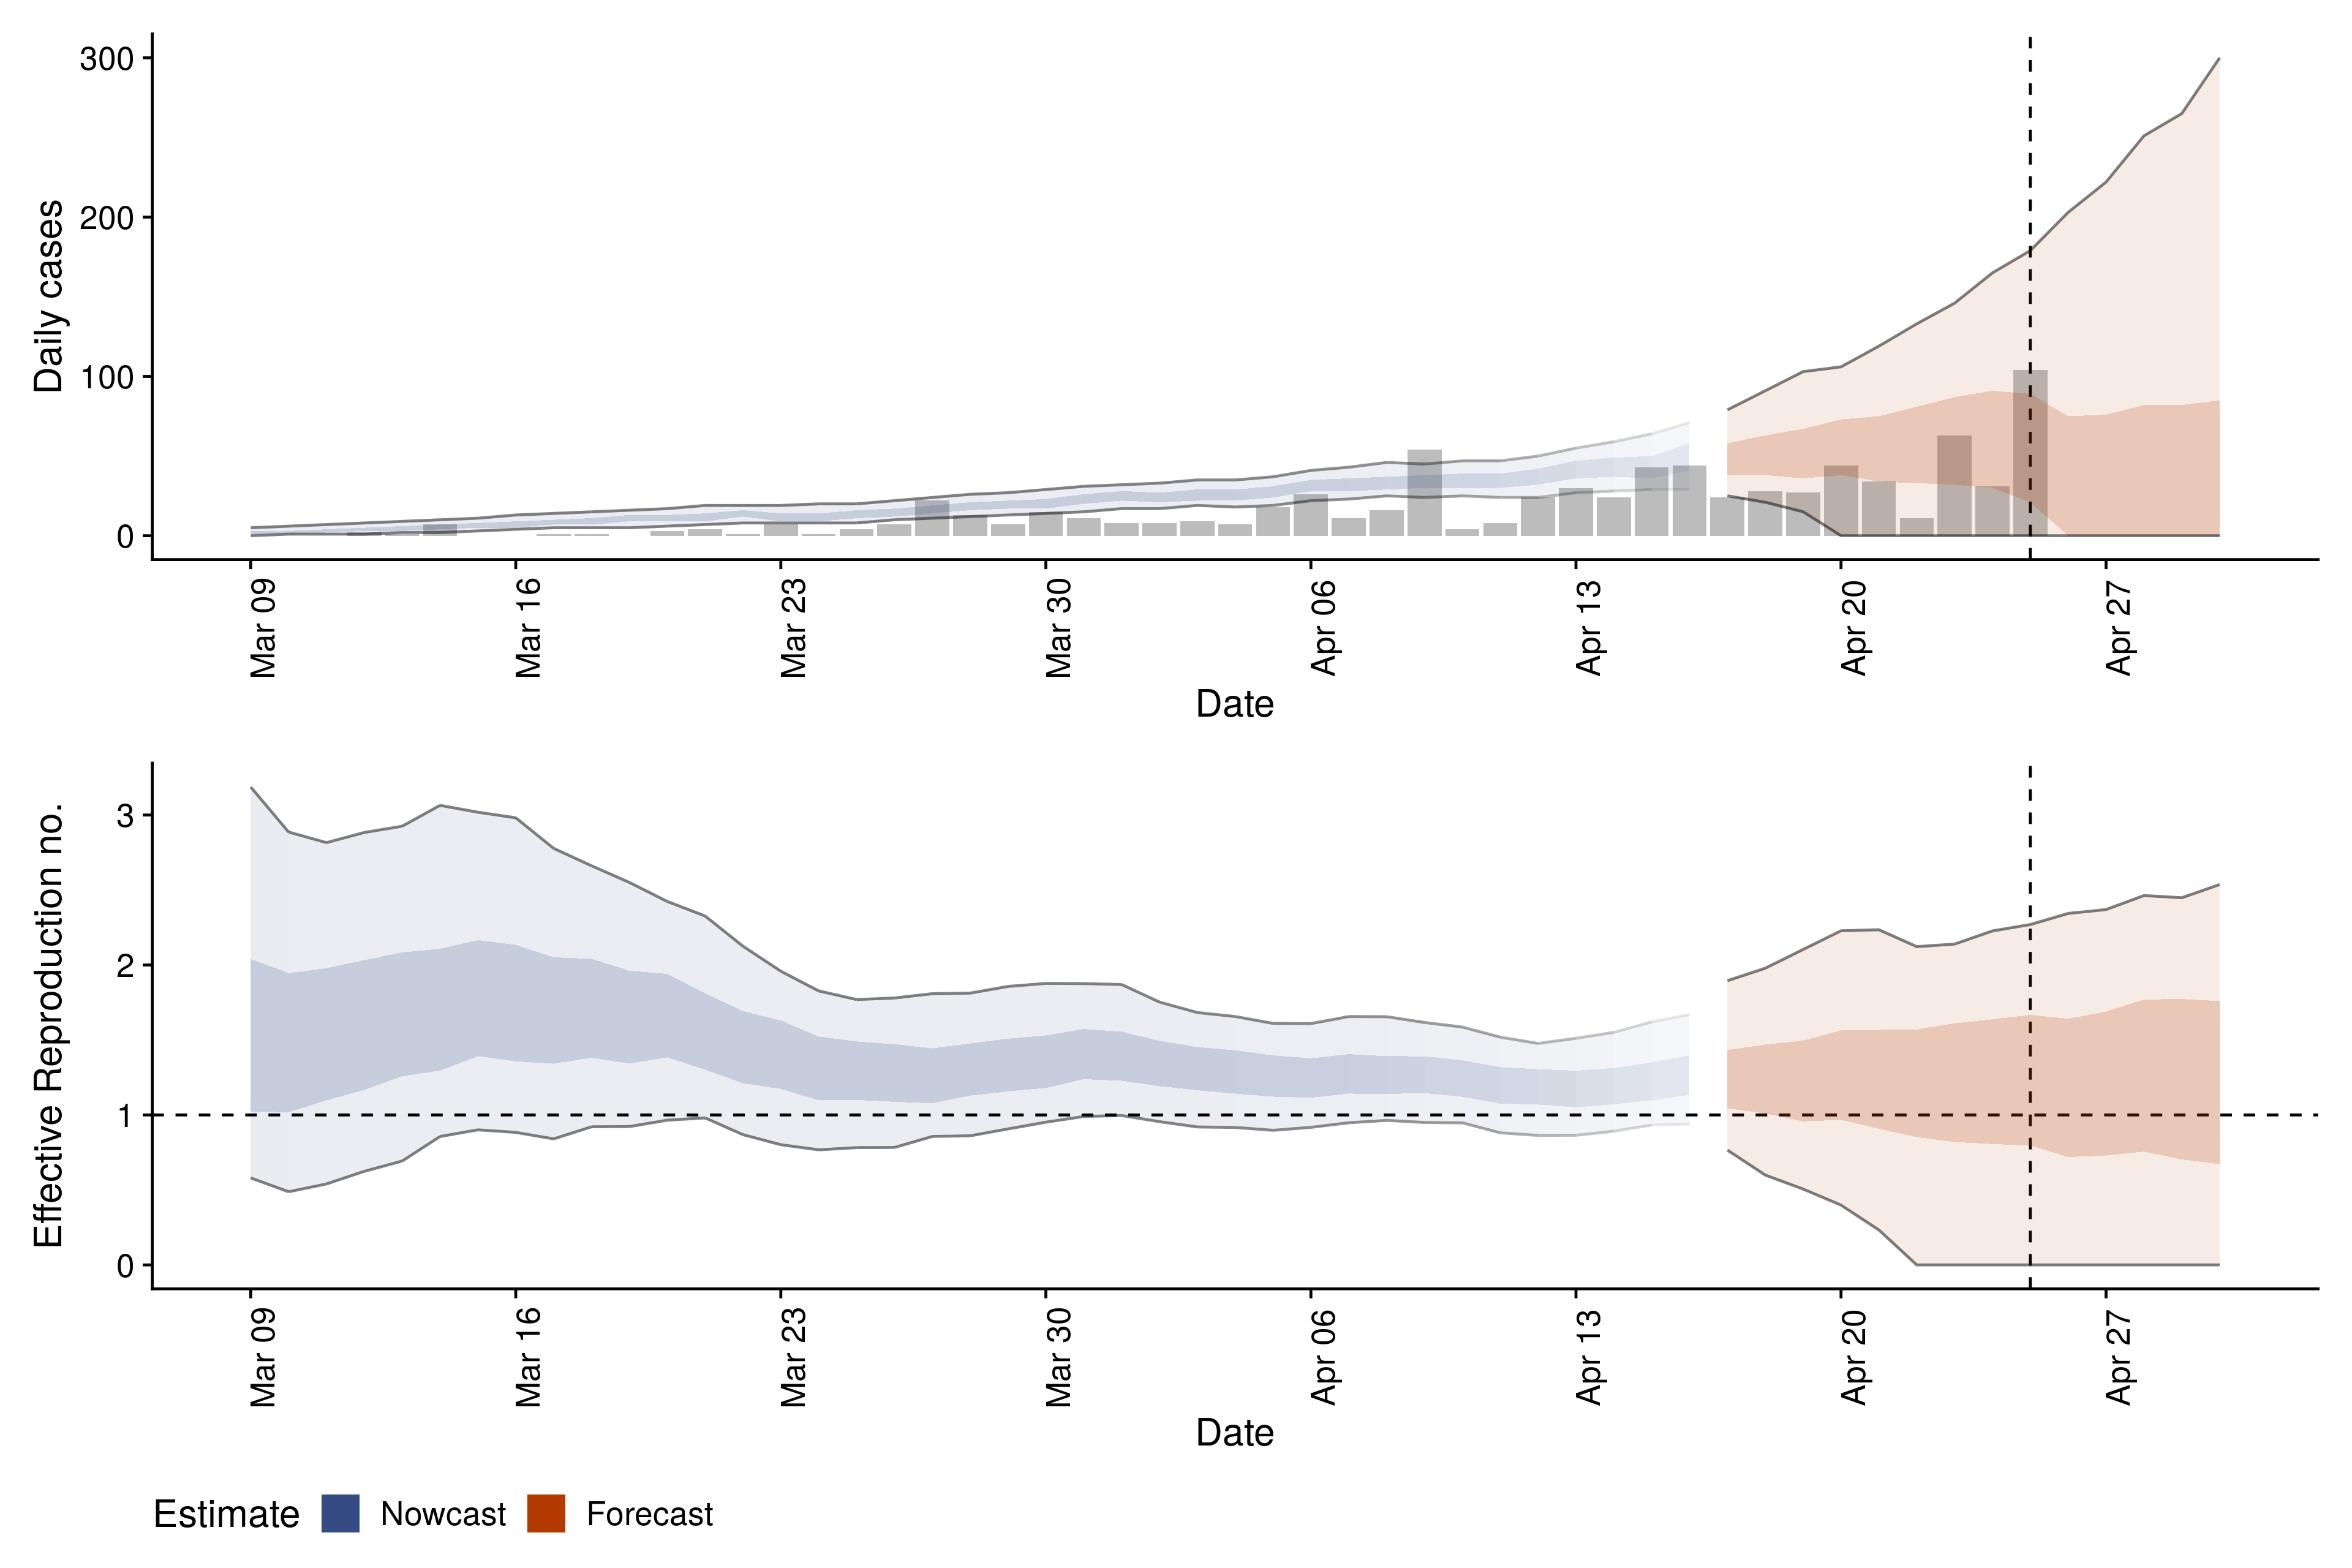 Daily cases
300
200
100
0
Mar 09
Mar 16
Mar 23
Mar 30
Apr 06
Apr 13
Apr 20
Apr 27
Date
Effective Reproduction no.
3
2
1
0
Mar 09
Mar 16
Mar 23
Mar 30
Apr 06
Apr 13
Apr 20
Apr 27
Date
Estimate Nowcast Forecast